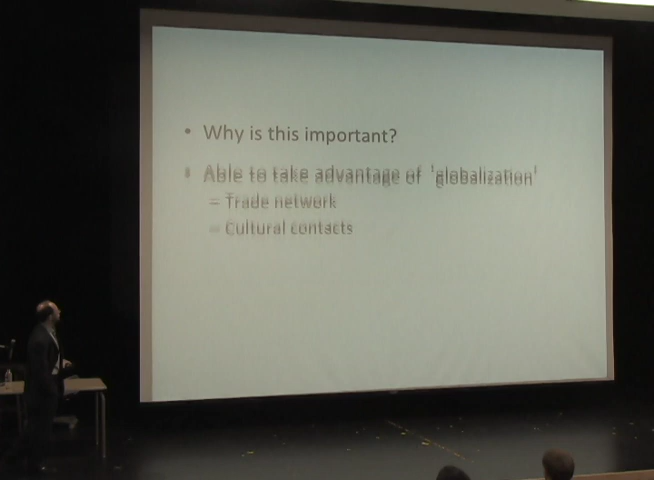 • Why is this important?
• Able to take advantage of 'globalization'
– Trade network
– Cultural contacts